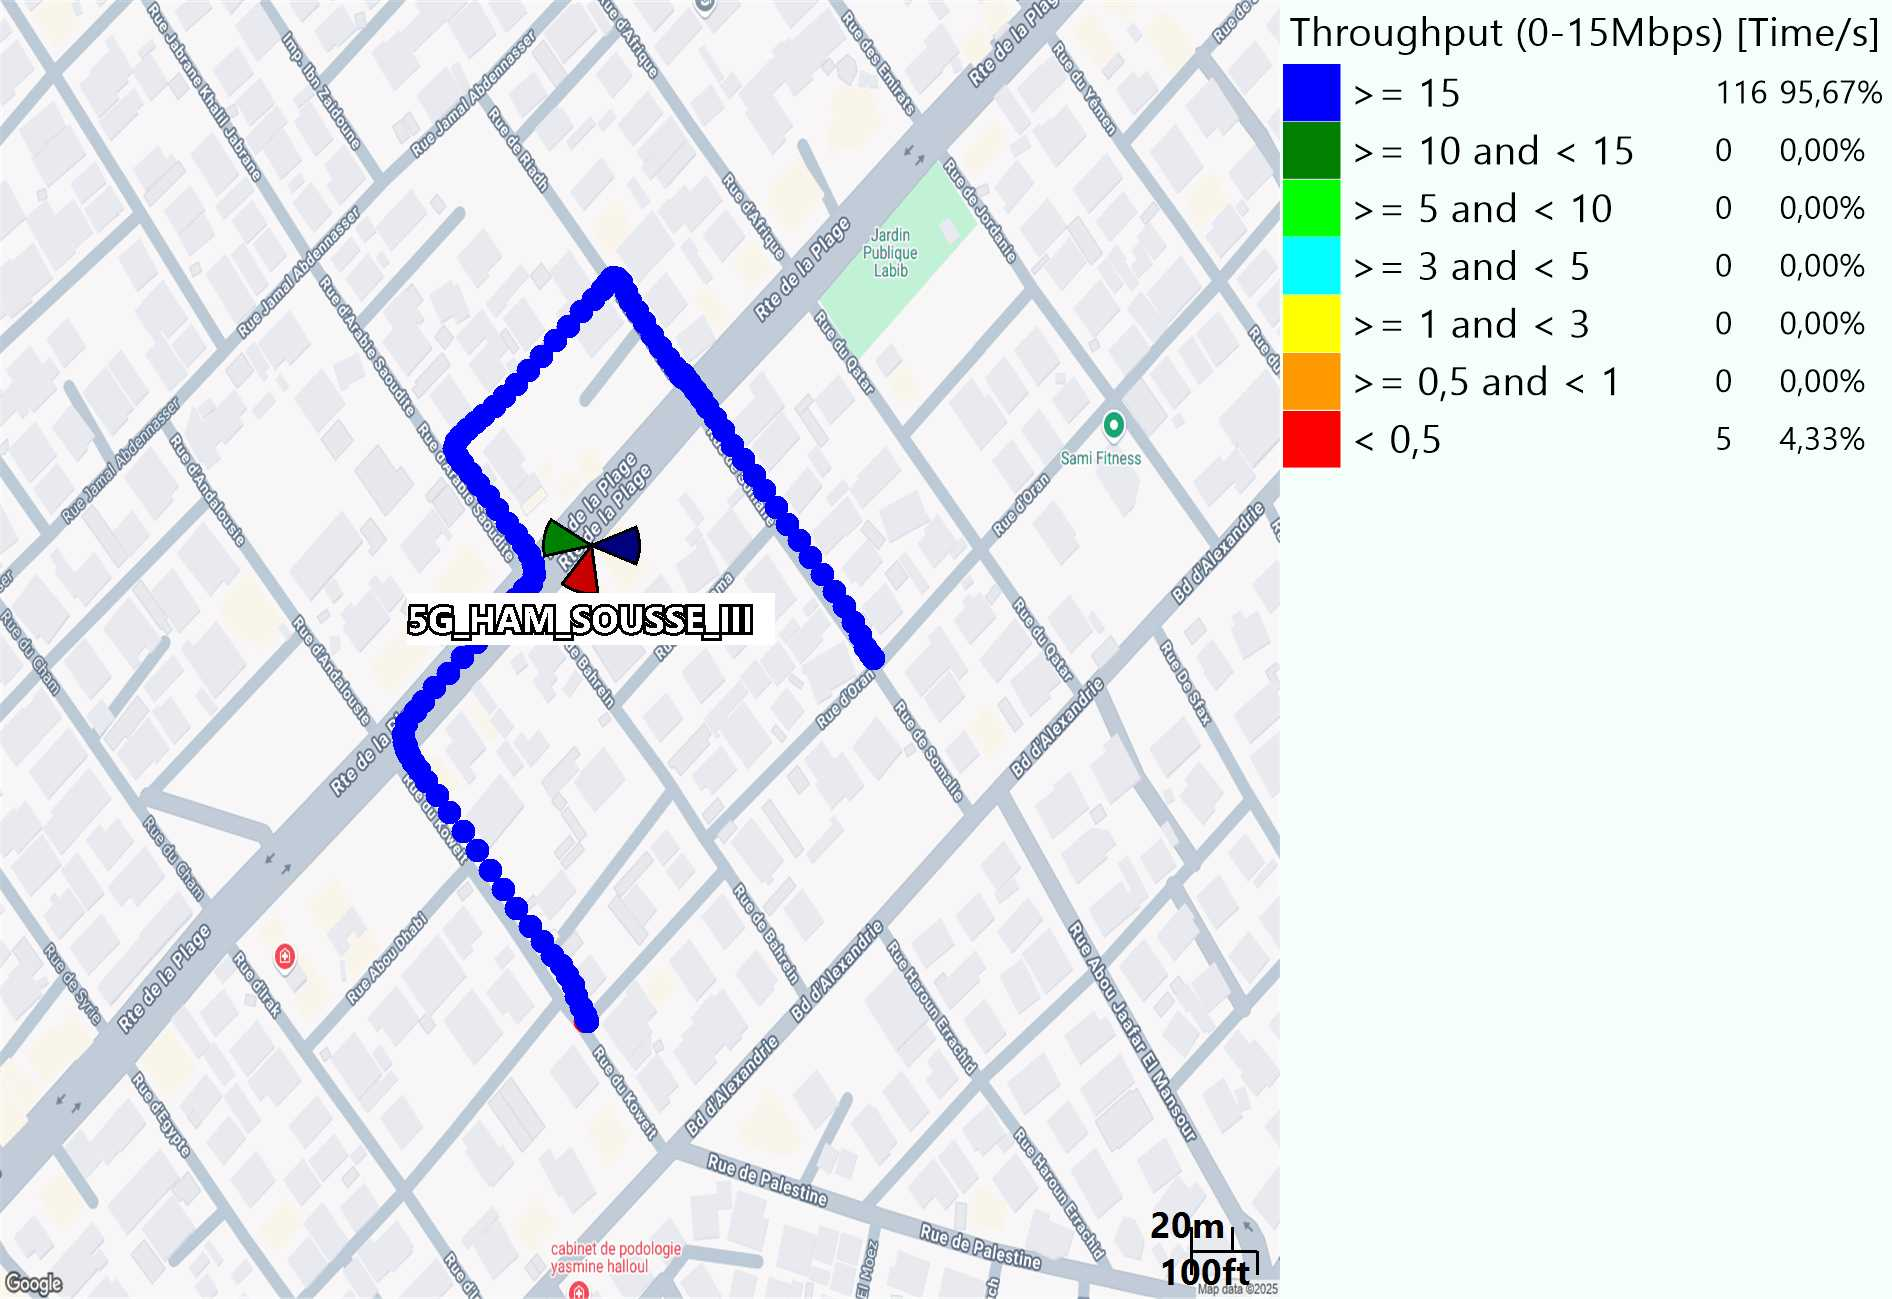 Throughput (0-15Mbps) [Time/s]
>= 15 116 95,67%
>= 10 and < 15 0 0,00%
>= 5 and < 10 0 0,00%
>= 3 and < 5 0 0,00%
>= 1 and < 3 0 0,00%
>= 0,5 and < 1 0 0,00%
< 0,5 5 4,33%
Rue Jabrane Khalil Jabrane
Imp. Ibn Zaidoune
Rue Jamal Abdennasser
Rue d'Afrique
Rue des Emirats
Rte de la Plage
Rue du Yémen
Rue de Riadh
Rue d'Afrique
Rue de Jordanie
Jardin
Publique
Labib
Rte de la Plage
Rue Jamal Abdennasser
Rue d'Arabie Saoudite
Rue du Qatar
Rue Jamal Abdennasser
Rue d'Andalousie
Rue d'Arabie Saoudite
Sami Fitness
Rte de la Plage
Rue d'Oran
Bd d'Alexandrie
5G_HAM_SOUSSE_III
Rue du Cham
Rue d'Andalousie
Rue de Bahrein
Rue du Qatar
Rue De Sfax
Rue d'Oran
Rue de Somalie
Bd d'Alexandrie
Rue du Koweit
Rue du Cham
Rue Abou Dhabi
Rue de Bahrein
Bd d'Alexandrie
Rue de Syrie
Rte de la Plage
Rue d'Irak
Rue Haroun Errachid
Rue Abou Jaafar El Mansour
Rue d'Egypte
Rue du Koweit
Bd d'Alexandrie
Rue de Palestine
Rue Haroun Errachid
Rue de Palestine
cabinet de podologie
yasmine halloul
El Moez
20m
100ft
Google
Map data ©2025